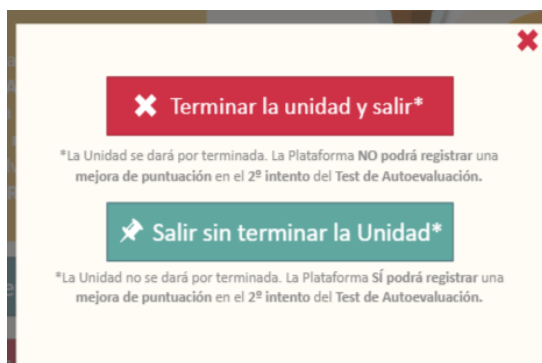 Terminar la unidad y salir*
*La Unidad se dará por terminada. La Plataforma NO podrá registrar una
mejora de puntuación en el 2º intento del Test de Autoevaluación.
Salir sin terminar la Unidad*
*La Unidad no se dará por terminada. La Plataforma SÍ podrá registrar una
mejora de puntuación en el 2º intento del Test de Autoevaluación.